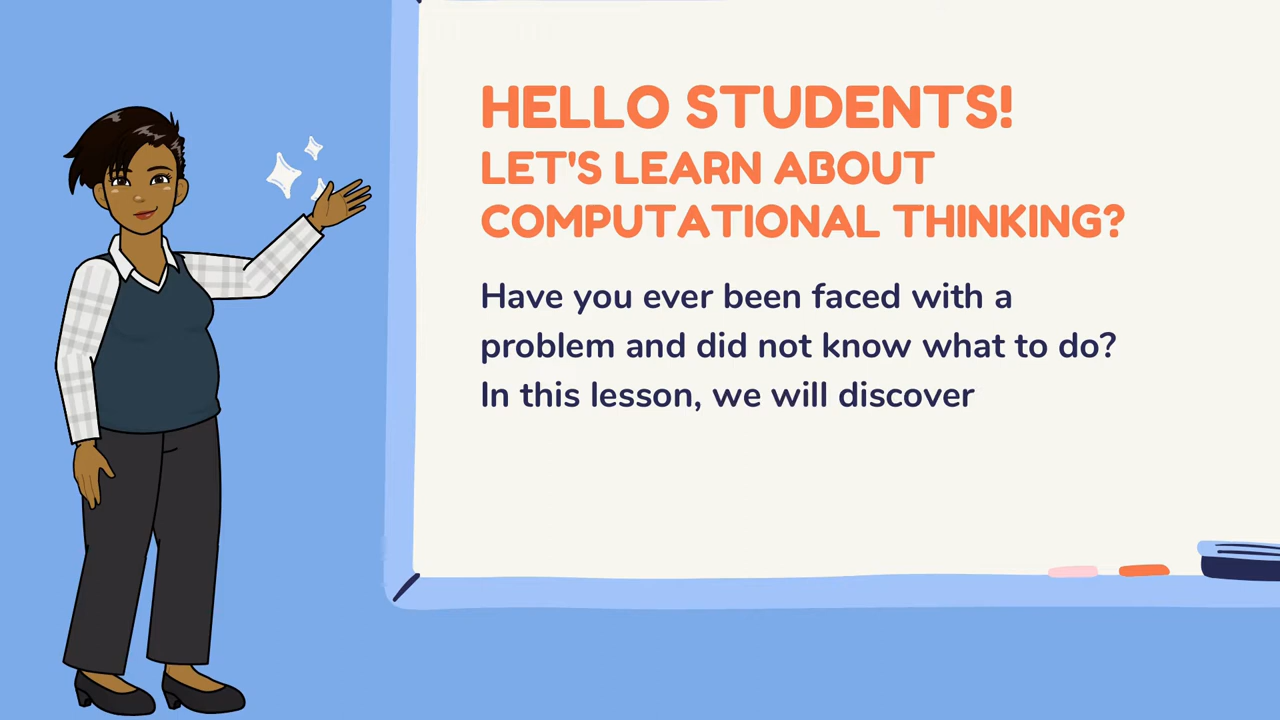 HELLO STUDENTS!
LET'S LEARN ABOUT
COMPUTATIONAL THINKING?
Have you ever been faced with a
problem and did not know what to do?
In this lesson, we will discover